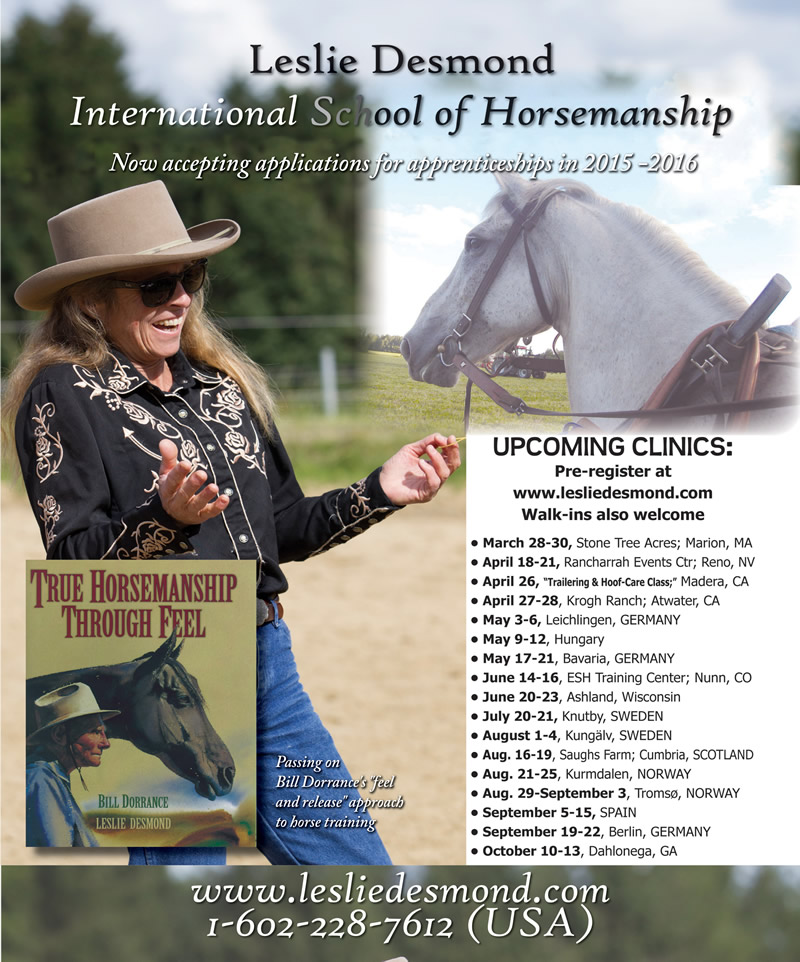 Leslie Desmond
International School of Horsemanship
Now accepting applications for apprenticeships in 2015 -2016
UPCOMING CLINICS:
Pre-register at
www.lesliedesmond.com
Walk-ins also welcome
• March 28-30, Stone Tree Acres; Marion, MA
• April 18-21, Rancharrah Events Ctr; Reno, NV
• April 26, "Trailering & Hoof-Care Class;" Madera, CA
• April 27-28, Krogh Ranch; Atwater, CA
• May 3-6, Leichlingen, GERMANY
• May 9-12, Hungary
• May 17-21, Bavaria, GERMANY
• June 14-16, ESH Training Center; Nunn, CO
• June 20-23, Ashland, Wisconsin
• July 20-21, Knutby, SWEDEN
• August 1-4, Kungälv, SWEDEN
• Aug. 16-19, Saughs Farm; Cumbria, SCOTLAND
• Aug. 21-25, Kurmdalen, NORWAY
• Aug. 29-September 3, Tromsø, NORWAY
• September 5-15, SPAIN
• September 19-22, Berlin, GERMANY
• October 10-13, Dahlonega, GA
TRUE HORSEMANSHIP
THROUGH FEEL
BILL DORRANCE
LESLIE DESMOND
Passing on
Bill Dorrance's "feel
and release" approach
to horse training
www.lesliedesmond.com
1-602-228-7612 (USA)